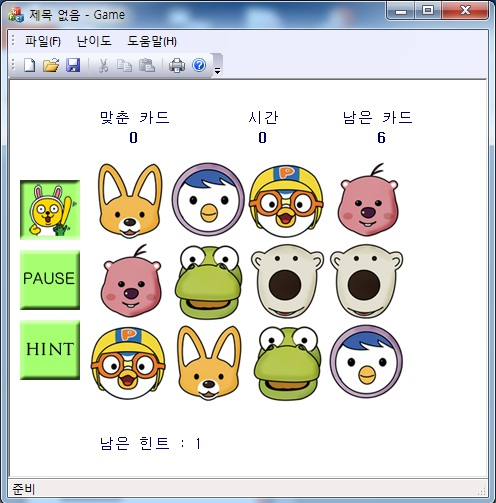 제목 없음 - Game
파일(F) 난이도 도움말(H)
맞춘 카드 시간 남은 카드
0 0 6
P
PAUSE
HINT
P
남은 힌트 : 1
준비